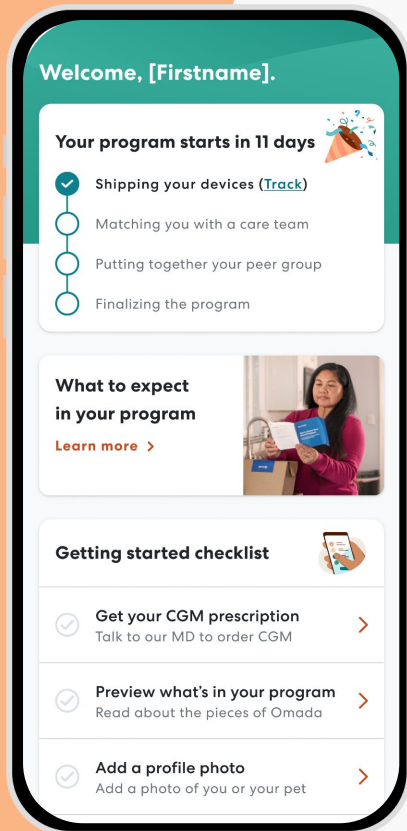 Welcome, [Firstname].
Your program starts in 11 days
Shipping your devices (Track)
Matching you with a care team
Putting together your peer group
Finalizing the program
What to expect
in your program
Learn more >
Getting started checklist
Get your CGM prescription
Talk to our MD to order CGM
Preview what's in your program
Read about the pieces of Omada
Add a profile photo
Add a photo of you or your pet